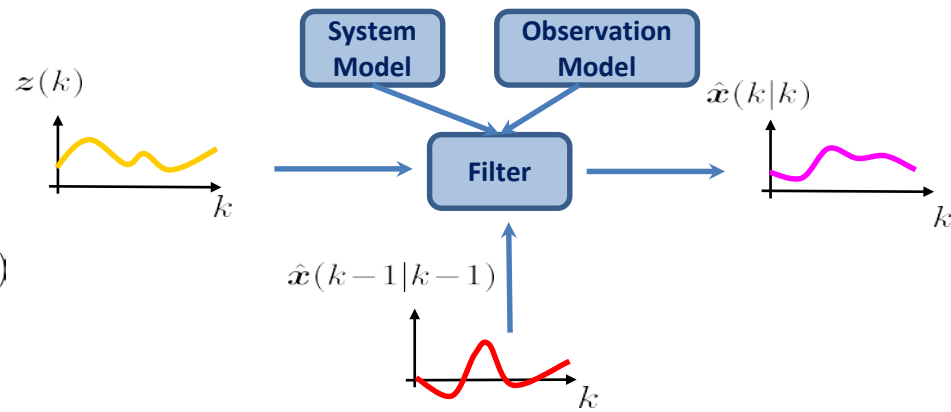 System
Model
Observation
Model
z(k)
x̂(k|k)
Filter
k
k
)
x̂(k−1|k−1)
k